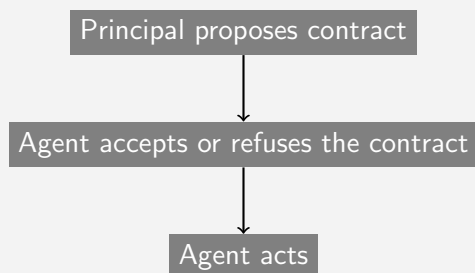 Principal proposes contract
Agent accepts or refuses the contract
Agent acts